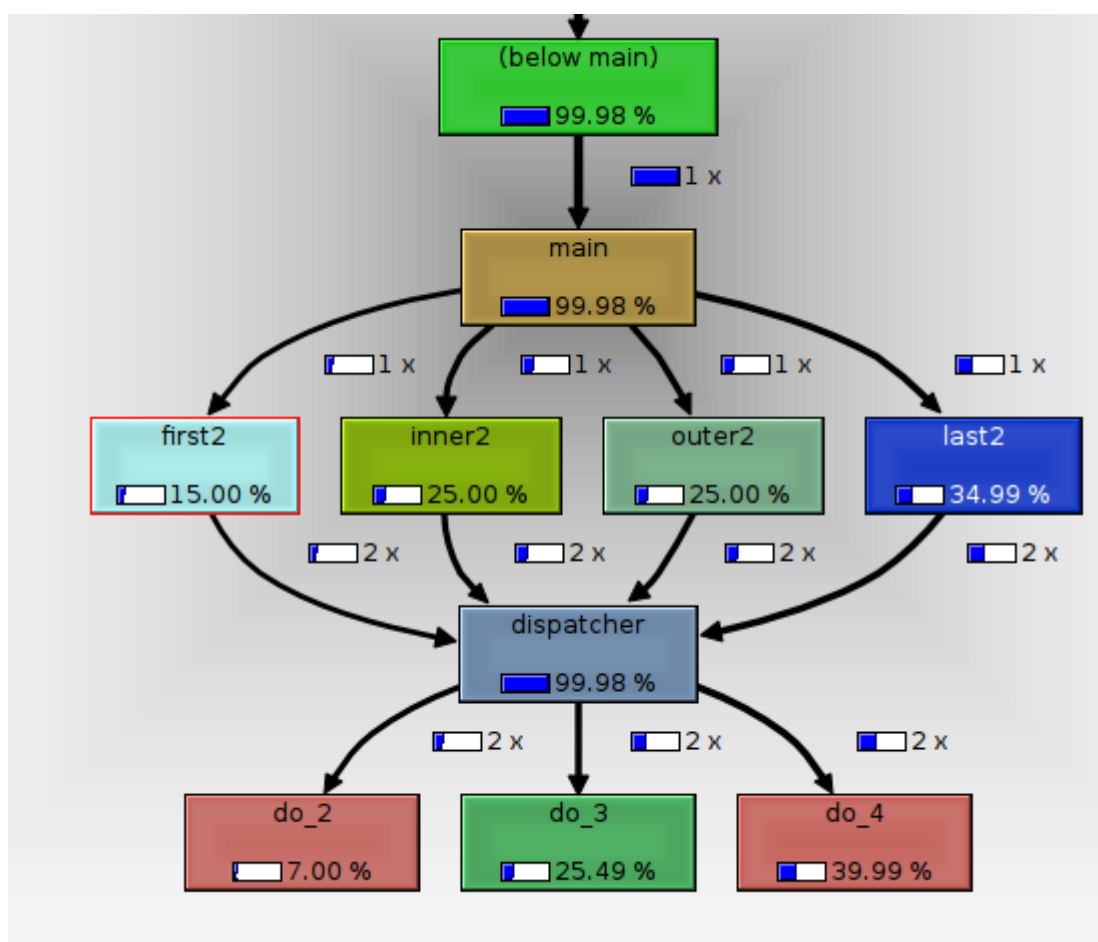 (below main)
99.98 %
1 x
main
99.98 %
1 x
1 x
1 x
1 x
first2
15.00 %
inner2
25.00 %
outer2
25.00 %
last2
34.99 %
2 x
2 x
2 x
2 x
dispatcher
99.98 %
2 x
2 x
2 x
do_2
7.00 %
do_3
25.49 %
do_4
39.99 %